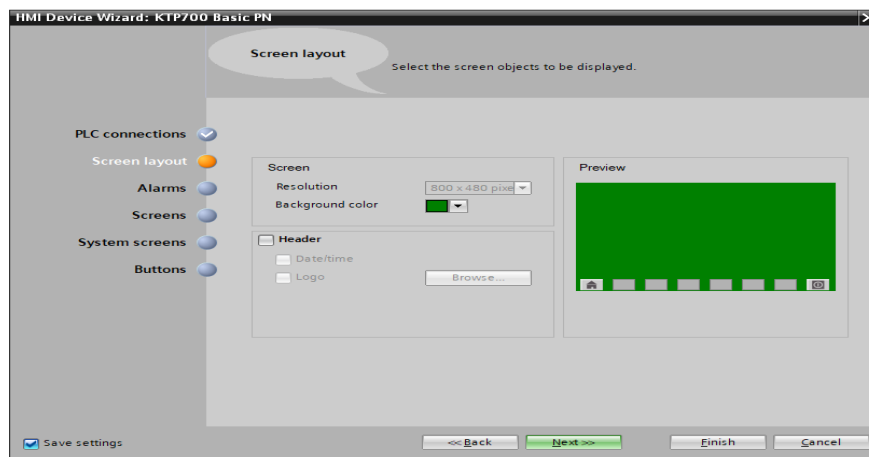 HMI Device Wizard: KTP700 Basic PN
Screen layout
Select the screen objects to be displayed.
PLC connections
Screen layout
Alarms
Screens
System screens
Buttons
Screen
Resolution
800 x 480 pixe
Background color
Header
Date/time
Logo
Browse...
Preview
Save settings
<< Back
Next >>
Finish
Cancel